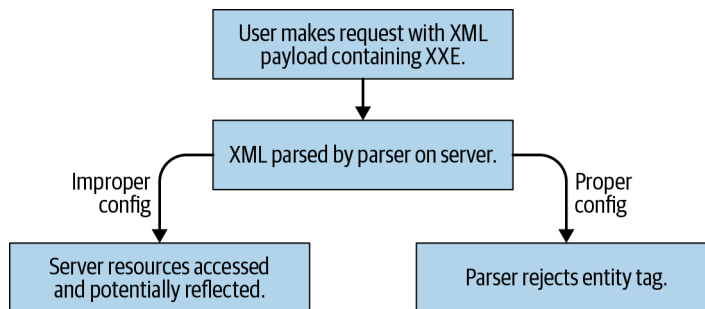 User makes request with XML
payload containing XXE.
XML parsed by parser on server.
Improper
config
Proper
config
Server resources accessed
and potentially reflected.
Parser rejects entity tag.